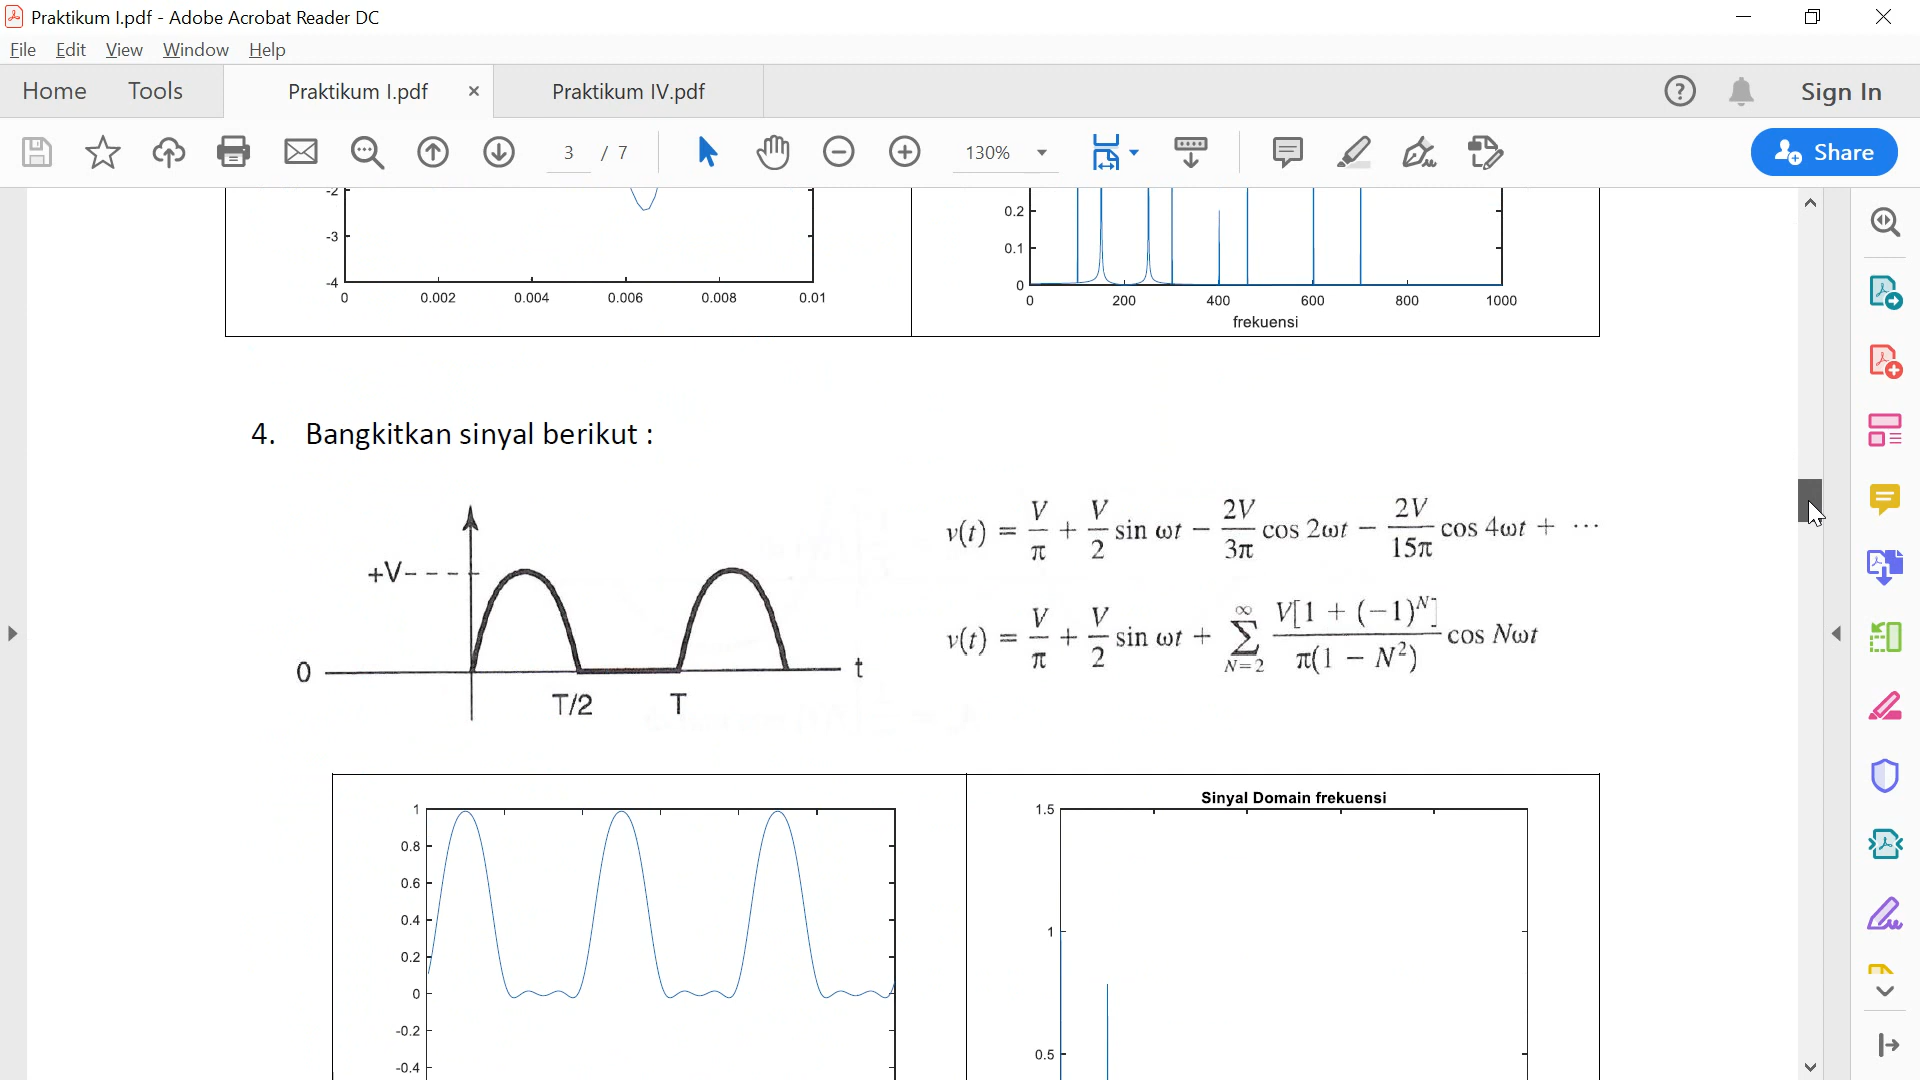 Praktikum I.pdf - Adobe Acrobat Reader DC
File Edit View Window Help
Home Tools Praktikum I.pdf × Praktikum IV.pdf ? Sign In
3 / 7 130% Share
-2
-3
-4
0 0.002 0.004 0.006 0.008 0.01
0.2
0.1
0
0 200 400 600 800 1000
frekuensi
4. Bangkitkan sinyal berikut :
+V
0
T/2 T
t
v(t) = V/π + V/2 sin ωt − 2V/3π cos 2ωt − 2V/15π cos 4ωt + ···
v(t) = V/π + V/2 sin ωt + ∑_{N=2}^{∞} V[1 + (−1)^N]/π(1 − N²) cos Nωt
1
0.8
0.6
0.4
0.2
0
-0.2
-0.4
Sinyal Domain frekuensi
1.5
1
0.5